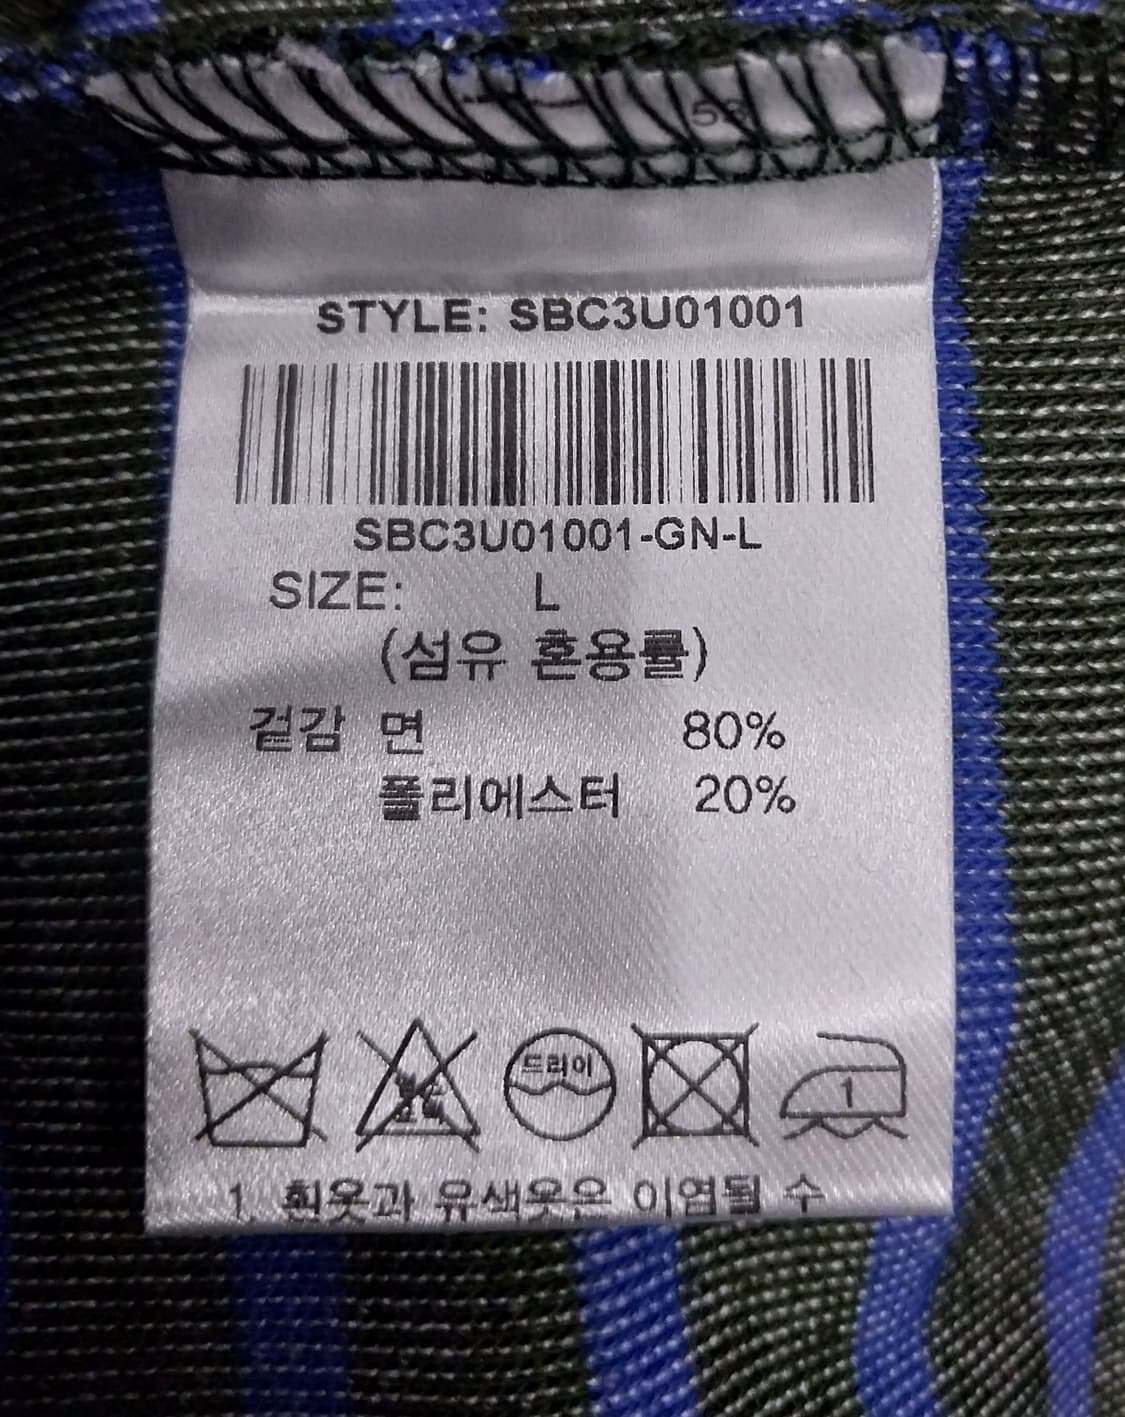 STYLE: SBC3U01001
SBC3U01001-GN-L
SIZE: L
(섬유 혼용률)
겉감 면 80%
폴리에스터 20%
드라이
1
1. 흰옷과 유색옷은 이염될 수